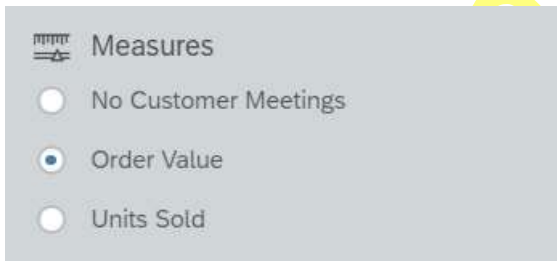 Measures
No Customer Meetings
Order Value
Units Sold